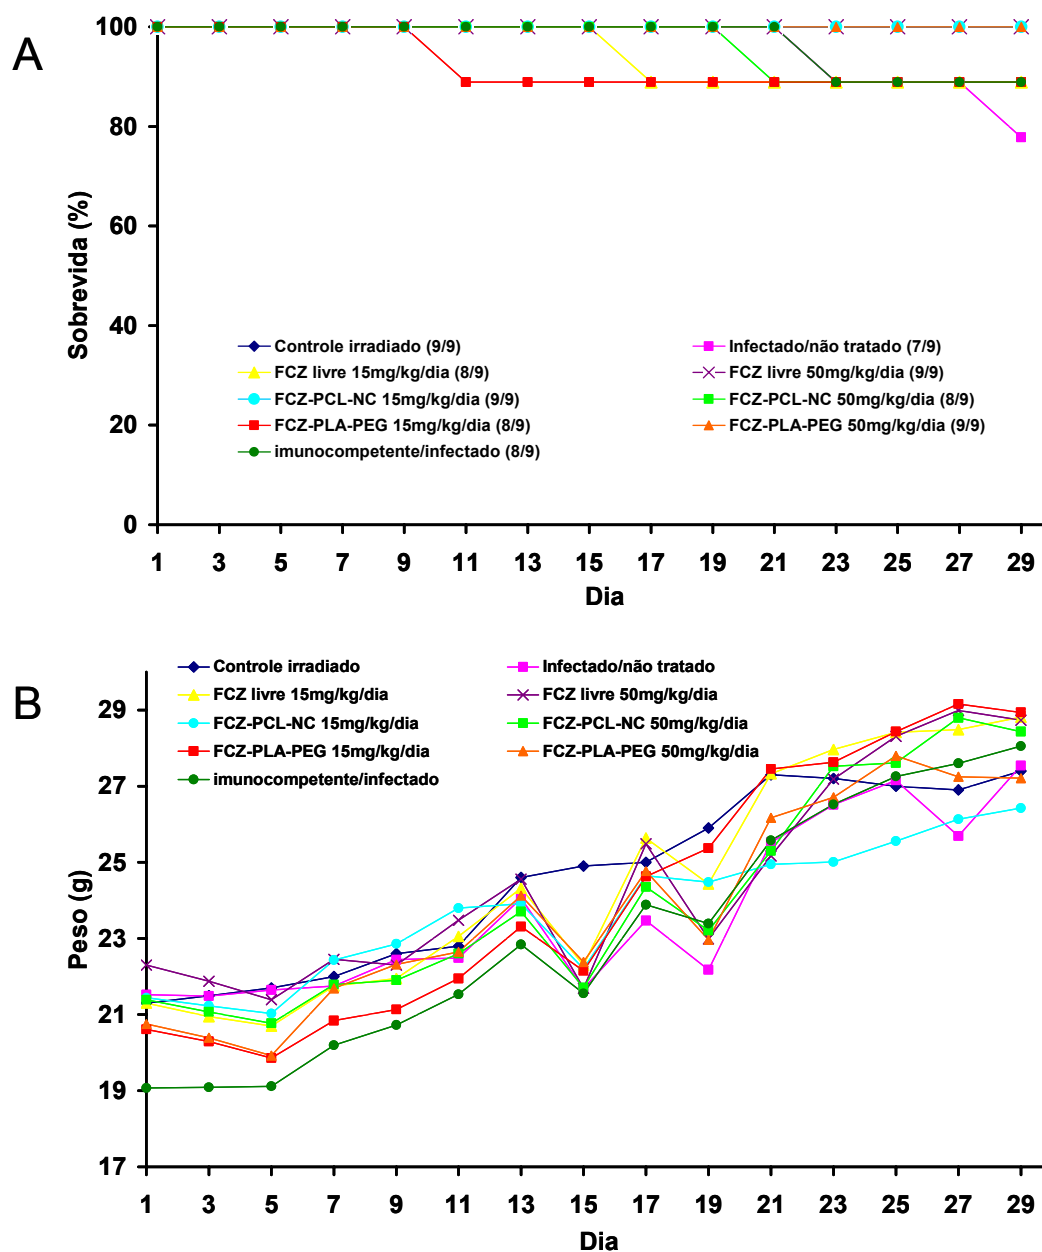 A
100
80
60
40
20
0
Sobrevida (%)
Controle irradiado (9/9) Infectado/não tratado (7/9)
FCZ livre 15mg/kg/dia (8/9) FCZ livre 50mg/kg/dia (9/9)
FCZ-PCL-NC 15mg/kg/dia (9/9) FCZ-PCL-NC 50mg/kg/dia (8/9)
FCZ-PLA-PEG 15mg/kg/dia (8/9) FCZ-PLA-PEG 50mg/kg/dia (9/9)
imunocompetente/infectado (8/9)
1 3 5 7 9 11 13 15 17 19 21 23 25 27 29
Dia
B
Controle irradiado Infectado/não tratado
FCZ livre 15mg/kg/dia FCZ livre 50mg/kg/dia
FCZ-PCL-NC 15mg/kg/dia FCZ-PCL-NC 50mg/kg/dia
FCZ-PLA-PEG 15mg/kg/dia FCZ-PLA-PEG 50mg/kg/dia
imunocompetente/infectado
29
27
25
23
21
19
17
Peso (g)
1 3 5 7 9 11 13 15 17 19 21 23 25 27 29
Dia